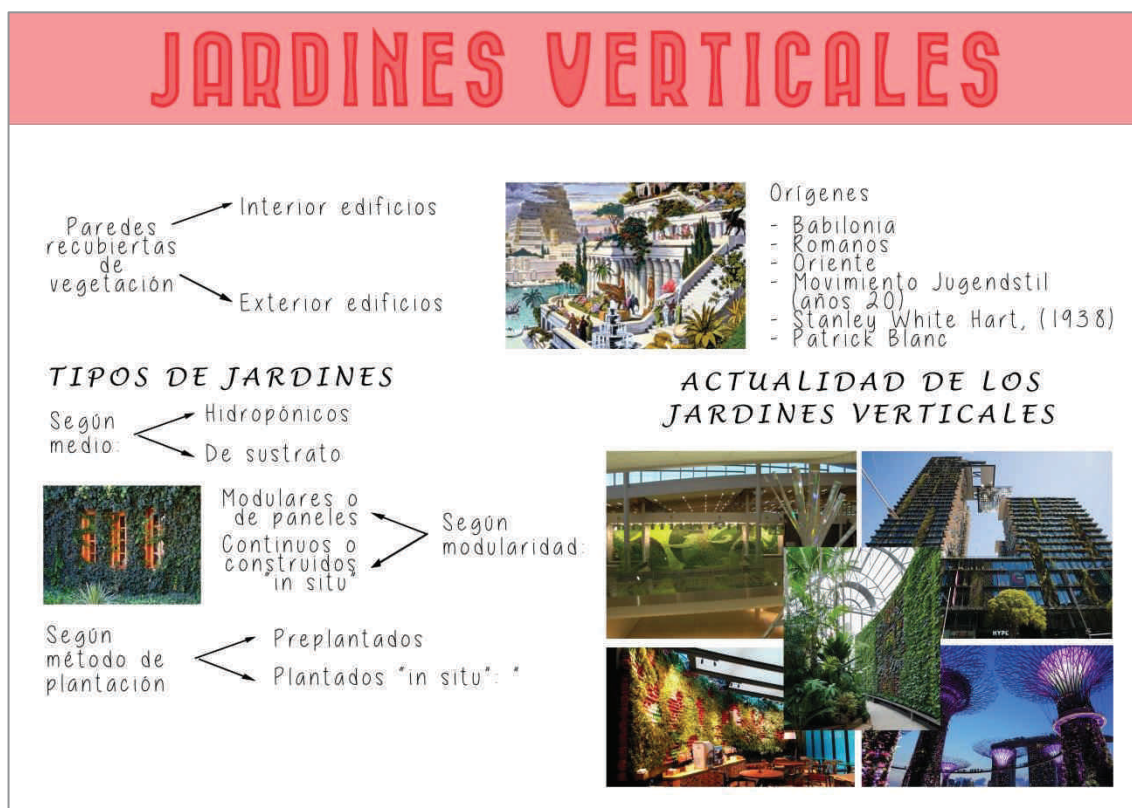 JARDINES VERTICALES
Paredes
recubiertas
de
vegetación
Interior edificios
Exterior edificios
Orígenes
- Babilonia
- Romanos
- Oriente
- Movimiento Jugendstil
(años 20)
- Stanley White Hart, (1938)
- Patrick Blanc
TIPOS DE JARDINES
Según
medio:
Hidropónicos
De sustrato
Modulares o
de paneles
Continuos o
construidos
"in situ"
Según
modularidad:
Según
método de
plantación
Preplantados
Plantados "in situ": "
ACTUALIDAD DE LOS
JARDINES VERTICALES
HYPE